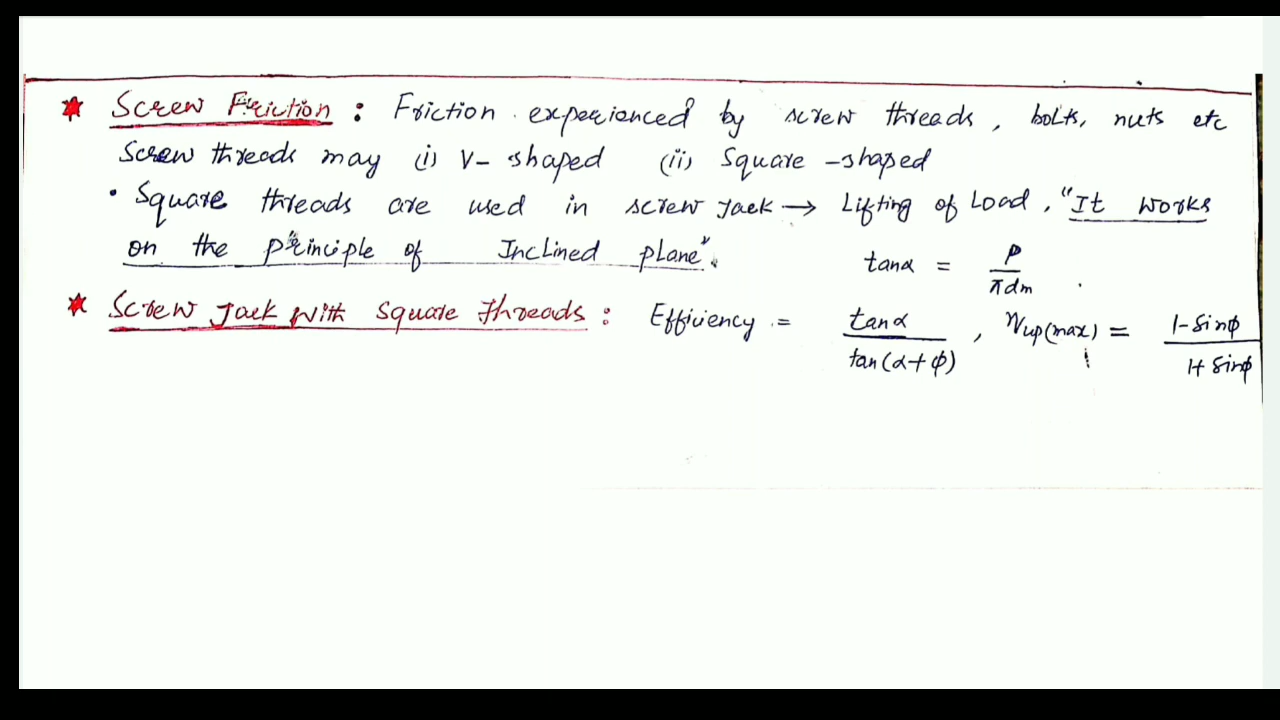 ★ Screw Friction : Friction experienced by screw threads, bolts, nuts etc
Screw threads may (i) V-shaped (ii) Square-shaped
• Square threads are used in screw Jack → Lifting of Load, "It works
on the principle of Inclined plane".
tanα = P/πdm
★ Screw Jack with Square threads : Efficiency = tanα/tan(α+φ), ηup(max) = 1-sinφ/1+sinφ